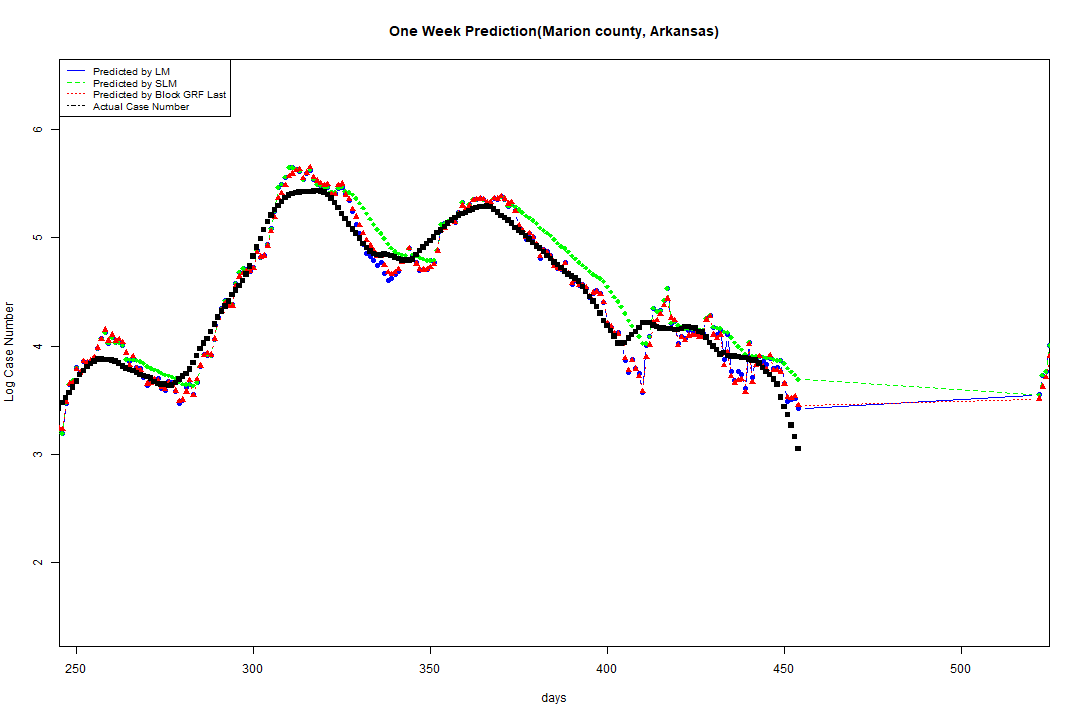 One Week Prediction(Marion county, Arkansas)
Predicted by LM
Predicted by SLM
Predicted by Block GRF Last
Actual Case Number
Log Case Number
6
5
4
3
2
250 300 350 400 450 500
days